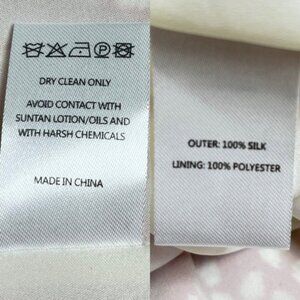 DRY CLEAN ONLY
AVOID CONTACT WITH
SUNTAN LOTION/OILS AND
WITH HARSH CHEMICALS
MADE IN CHINA
OUTER: 100% SILK
LINING: 100% POLYESTER